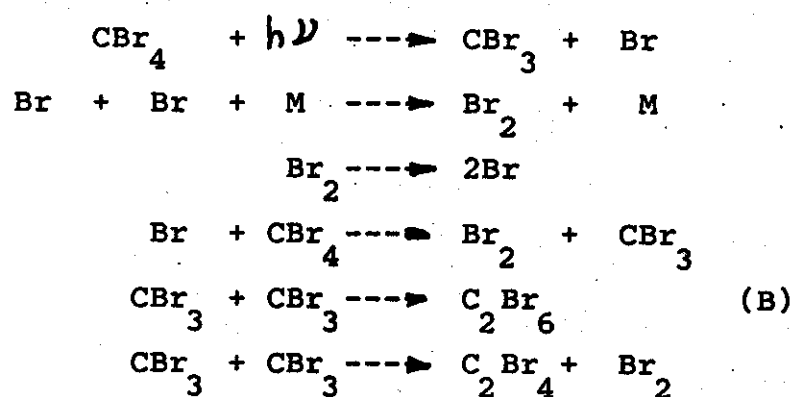 CBr4 + hν ---► CBr3 + Br
Br + Br + M ---► Br2 + M
Br2 ---► 2Br
Br + CBr4 ---► Br2 + CBr3
CBr3 + CBr3 ---► C2Br6 (B)
CBr3 + CBr3 ---► C2Br4 + Br2